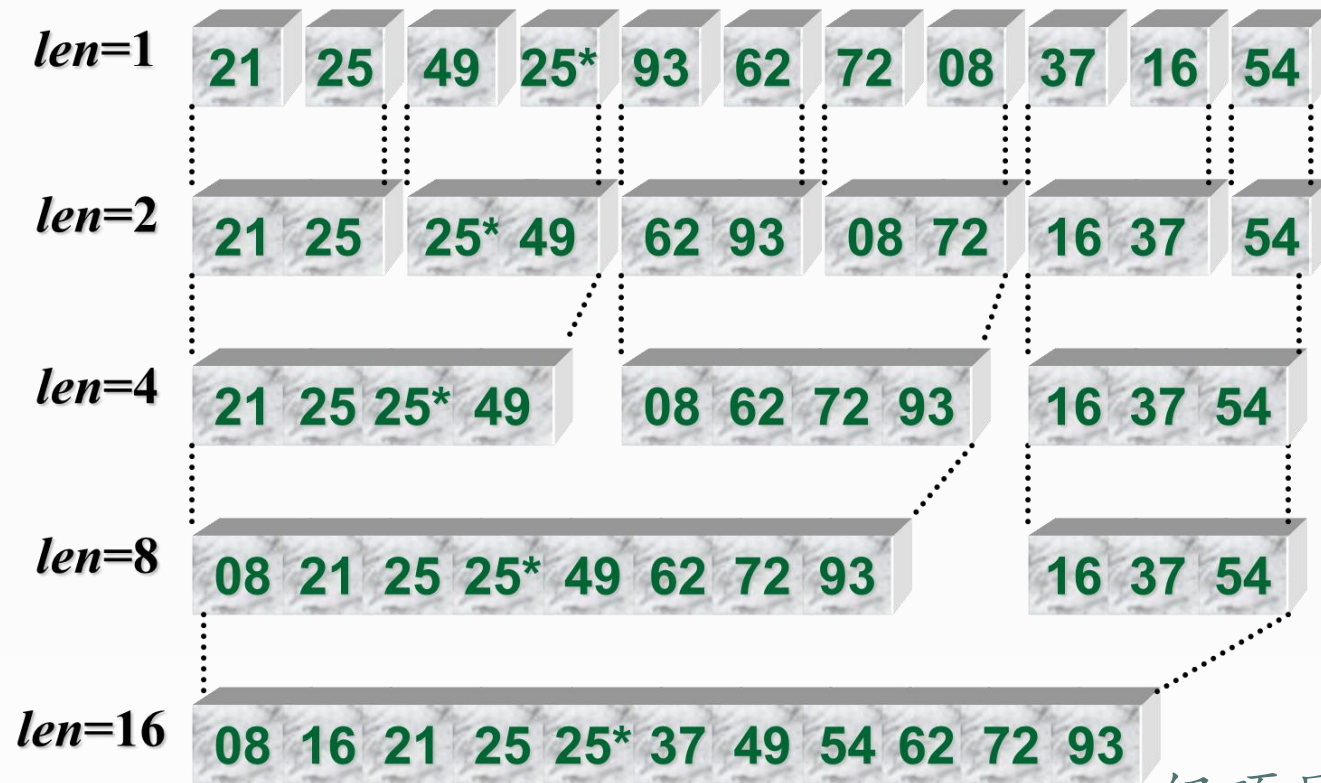 len=1 21 25 49 25* 93 62 72 08 37 16 54
len=2 21 25 25* 49 62 93 08 72 16 37 54
len=4 21 25 25* 49 08 62 72 93 16 37 54
len=8 08 21 25 25* 49 62 72 93 16 37 54
len=16 08 16 21 25 25* 37 49 54 62 72 93